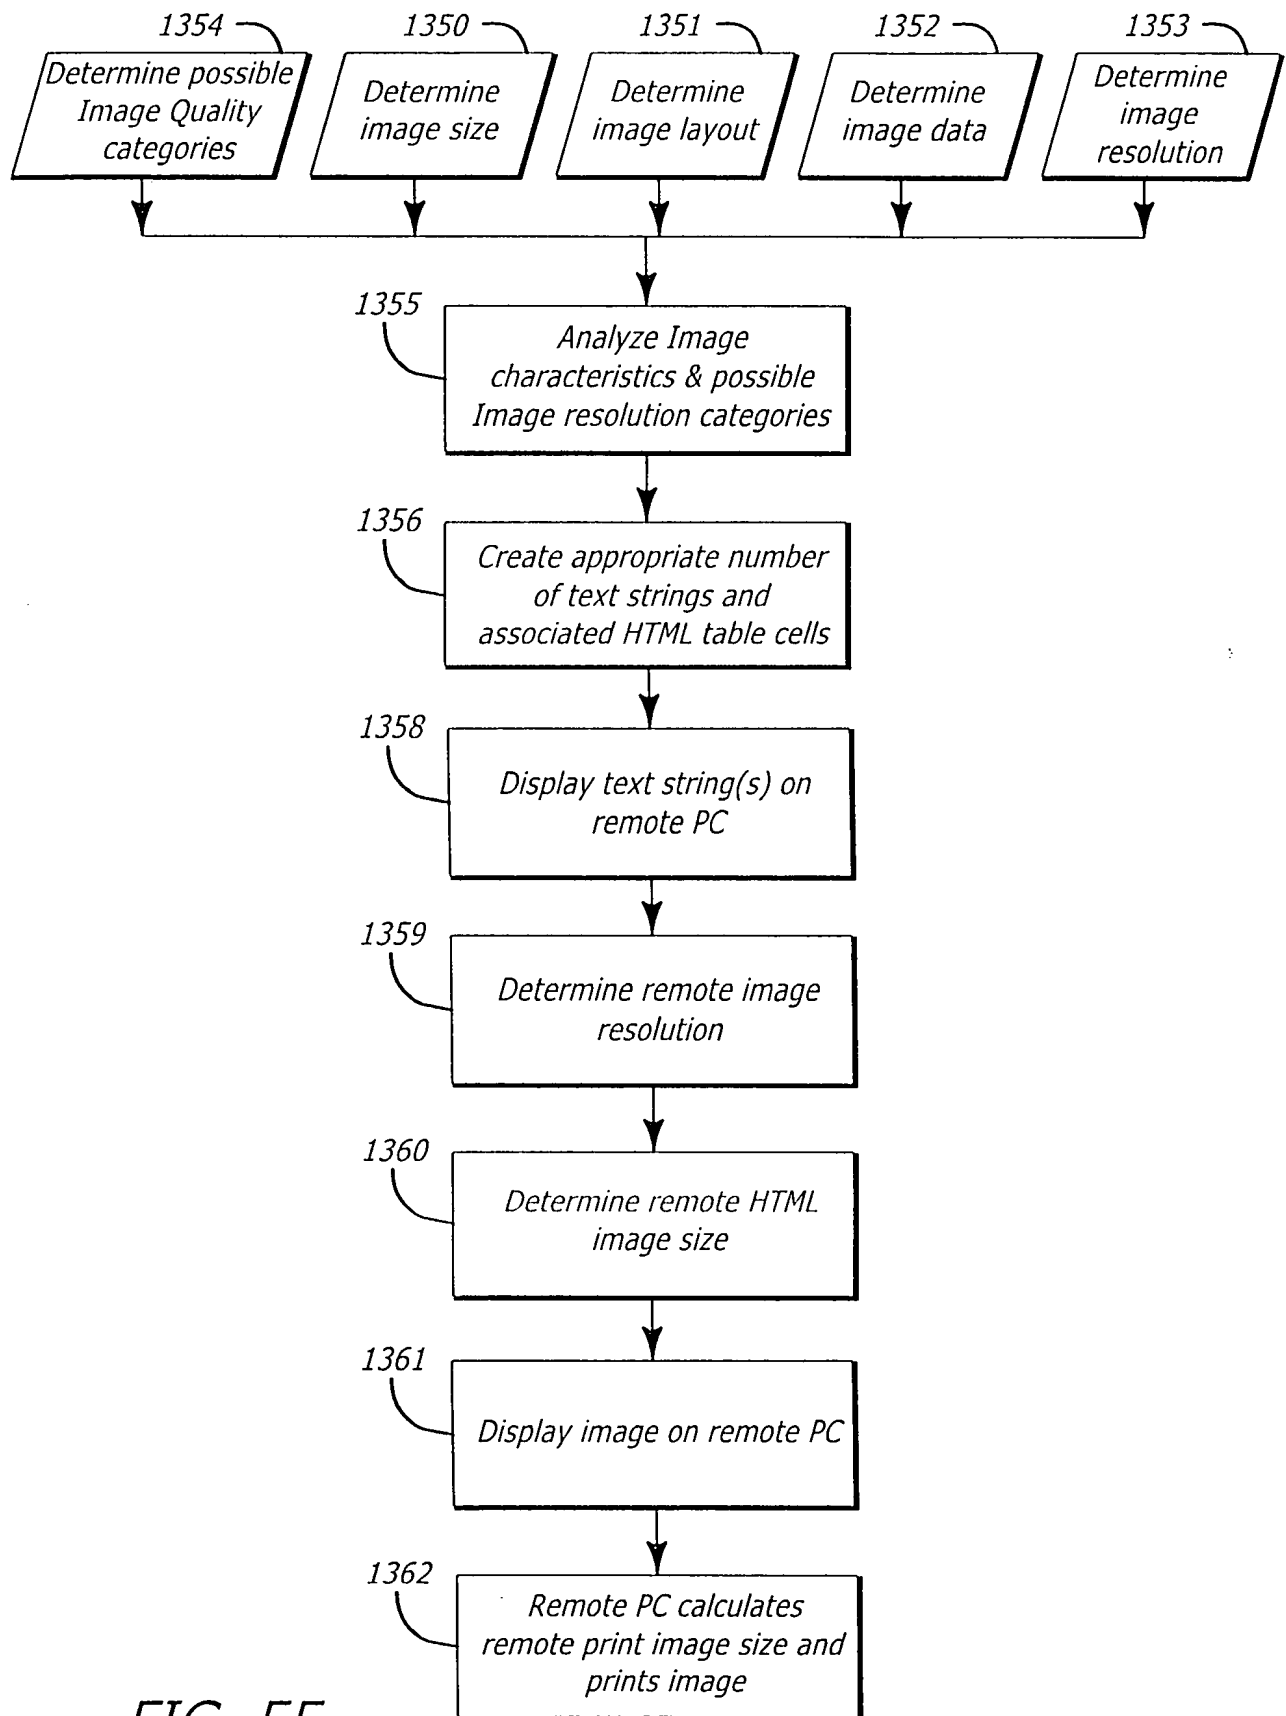 1354
Determine possible
Image Quality
categories
1350
Determine
image size
1351
Determine
image layout
1352
Determine
image data
1353
Determine
image
resolution
1355
Analyze Image
characteristics & possible
Image resolution categories
1356
Create appropriate number
of text strings and
associated HTML table cells
1358
Display text string(s) on
remote PC
1359
Determine remote image
resolution
1360
Determine remote HTML
image size
1361
Display image on remote PC
1362
Remote PC calculates
remote print image size and
prints image